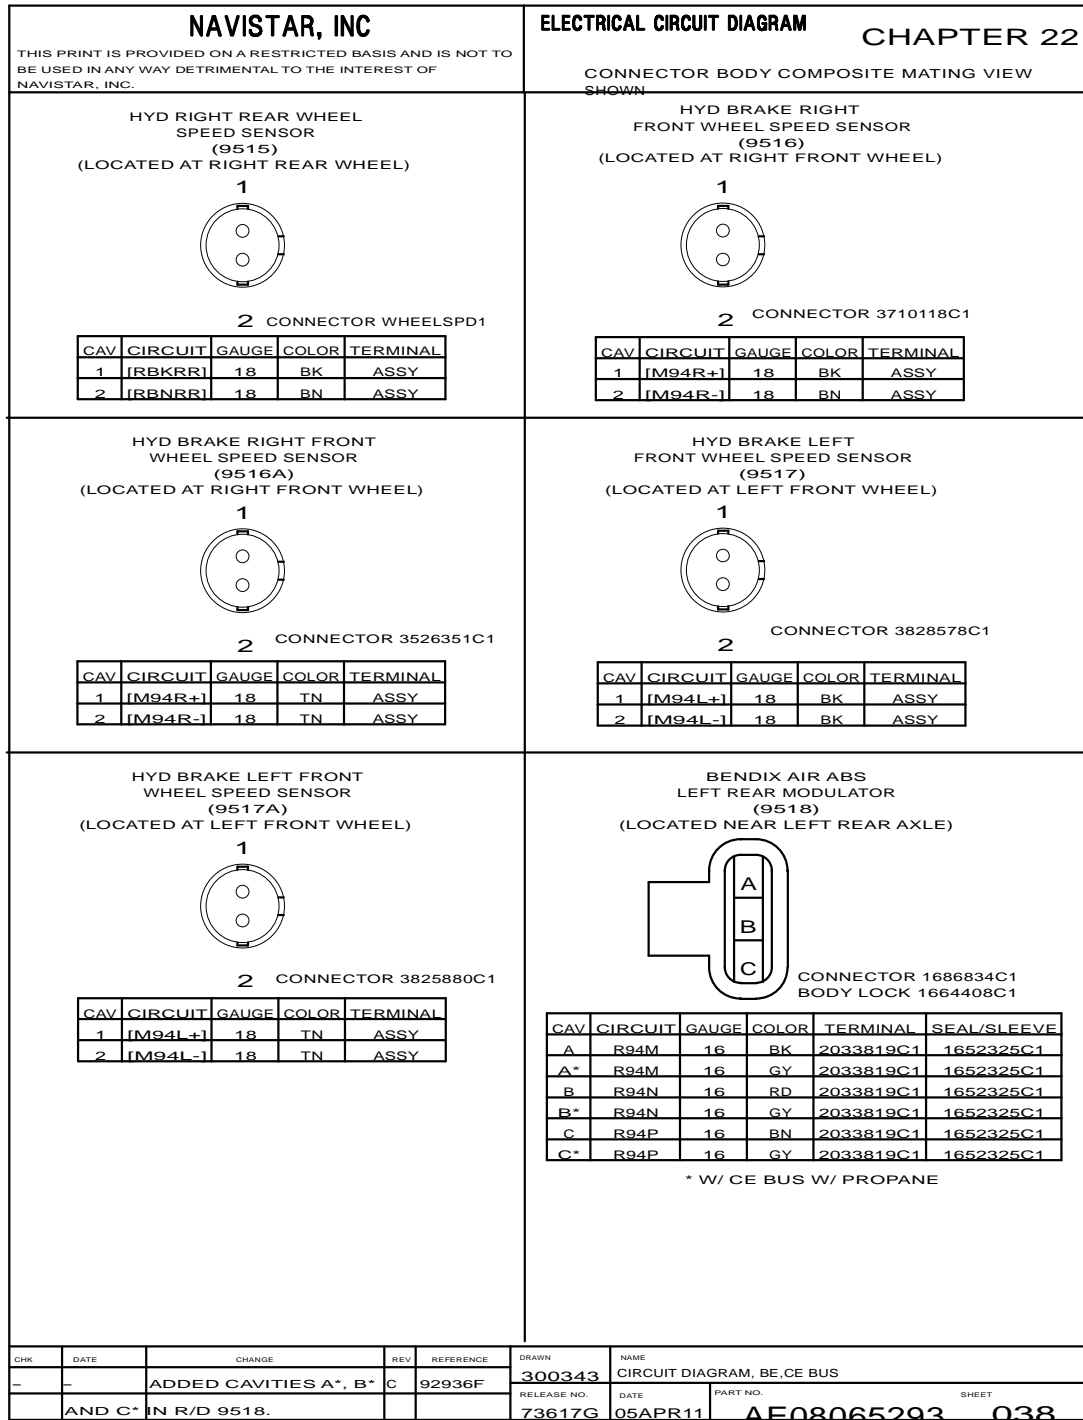 NAVISTAR, INC
THIS PRINT IS PROVIDED ON A RESTRICTED BASIS AND IS NOT TO
BE USED IN ANY WAY DETRIMENTAL TO THE INTEREST OF
NAVISTAR, INC.
ELECTRICAL CIRCUIT DIAGRAM
CHAPTER 22
CONNECTOR BODY COMPOSITE MATING VIEW
SHOWN
HYD RIGHT REAR WHEEL
SPEED SENSOR
(9515)
(LOCATED AT RIGHT REAR WHEEL)
1
2 CONNECTOR WHEELSPD1
CAV CIRCUIT GAUGE COLOR TERMINAL
1 [RBKRR] 18 BK ASSY
2 [RBNRR] 18 BN ASSY
HYD BRAKE RIGHT
FRONT WHEEL SPEED SENSOR
(9516)
(LOCATED AT RIGHT FRONT WHEEL)
1
2 CONNECTOR 3710118C1
CAV CIRCUIT GAUGE COLOR TERMINAL
1 [M94R+] 18 BK ASSY
2 [M94R-] 18 BN ASSY
HYD BRAKE RIGHT FRONT
WHEEL SPEED SENSOR
(9516A)
(LOCATED AT RIGHT FRONT WHEEL)
1
2 CONNECTOR 3526351C1
CAV CIRCUIT GAUGE COLOR TERMINAL
1 [M94R+] 18 TN ASSY
2 [M94R-] 18 TN ASSY
HYD BRAKE LEFT
FRONT WHEEL SPEED SENSOR
(9517)
(LOCATED AT LEFT FRONT WHEEL)
1
2 CONNECTOR 3828578C1
CAV CIRCUIT GAUGE COLOR TERMINAL
1 [M94L+] 18 BK ASSY
2 [M94L-] 18 BK ASSY
HYD BRAKE LEFT FRONT
WHEEL SPEED SENSOR
(9517A)
(LOCATED AT LEFT FRONT WHEEL)
1
2 CONNECTOR 3825880C1
CAV CIRCUIT GAUGE COLOR TERMINAL
1 [M94L+] 18 TN ASSY
2 [M94L-] 18 TN ASSY
BENDIX AIR ABS
LEFT REAR MODULATOR
(9518)
(LOCATED NEAR LEFT REAR AXLE)
A
B
C
CONNECTOR 1686834C1
BODY LOCK 1664408C1
CAV CIRCUIT GAUGE COLOR TERMINAL SEAL/SLEEVE
A R94M 16 BK 2033819C1 1652325C1
A* R94M 16 GY 2033819C1 1652325C1
B R94N 16 RD 2033819C1 1652325C1
B* R94N 16 GY 2033819C1 1652325C1
C R94P 16 BN 2033819C1 1652325C1
C* R94P 16 GY 2033819C1 1652325C1
* W/ CE BUS W/ PROPANE
CHK DATE CHANGE REV REFERENCE
- - ADDED CAVITIES A*, B* C 92936F
AND C* IN R/D 9518.
DRAWN 300343
NAME CIRCUIT DIAGRAM, BE,CE BUS
RELEASE NO. 73617G
DATE 05APR11
PART NO. AE08065293
SHEET 038